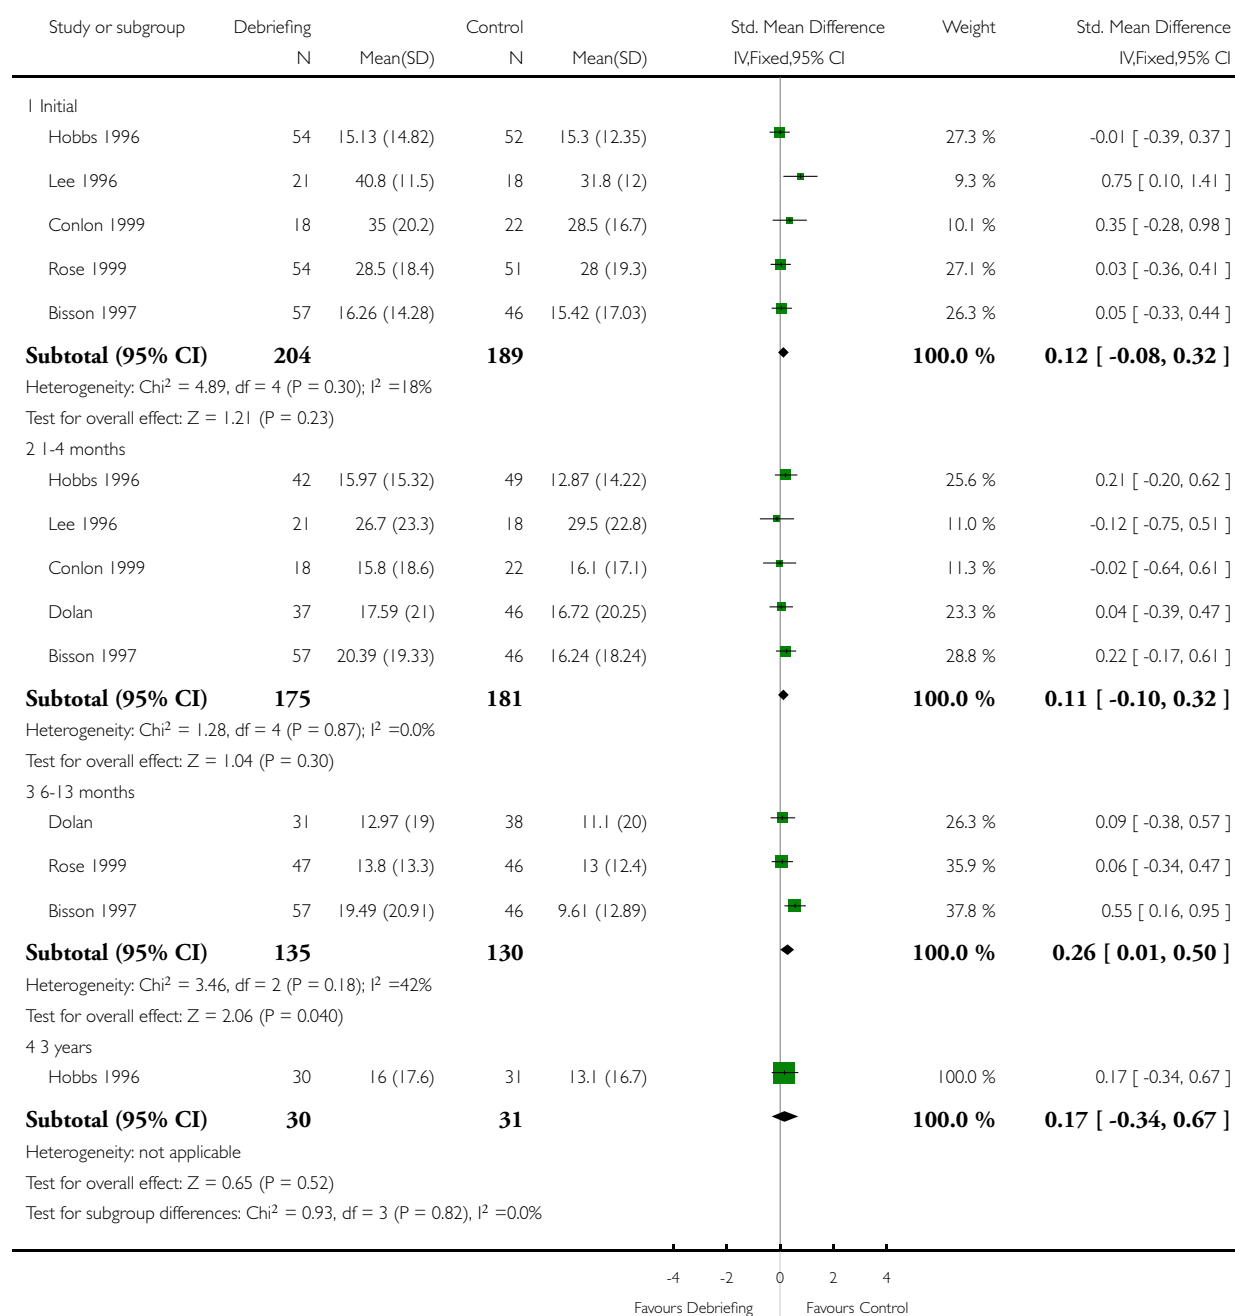 Study or subgroup Debriefing Control Std. Mean Difference Weight Std. Mean Difference
N Mean(SD) N Mean(SD) IV,Fixed,95% CI IV,Fixed,95% CI
1 Initial
Hobbs 1996 54 15.13 (14.82) 52 15.3 (12.35) 27.3 % -0.01 [ -0.39, 0.37 ]
Lee 1996 21 40.8 (11.5) 18 31.8 (12) 9.3 % 0.75 [ 0.10, 1.41 ]
Conlon 1999 18 35 (20.2) 22 28.5 (16.7) 10.1 % 0.35 [ -0.28, 0.98 ]
Rose 1999 54 28.5 (18.4) 51 28 (19.3) 27.1 % 0.03 [ -0.36, 0.41 ]
Bisson 1997 57 16.26 (14.28) 46 15.42 (17.03) 26.3 % 0.05 [ -0.33, 0.44 ]
Subtotal (95% CI) 204 189 100.0 % 0.12 [ -0.08, 0.32 ]
Heterogeneity: Chi² = 4.89, df = 4 (P = 0.30); I² =18%
Test for overall effect: Z = 1.21 (P = 0.23)
2 1-4 months
Hobbs 1996 42 15.97 (15.32) 49 12.87 (14.22) 25.6 % 0.21 [ -0.20, 0.62 ]
Lee 1996 21 26.7 (23.3) 18 29.5 (22.8) 11.0 % -0.12 [ -0.75, 0.51 ]
Conlon 1999 18 15.8 (18.6) 22 16.1 (17.1) 11.3 % -0.02 [ -0.64, 0.61 ]
Dolan 37 17.59 (21) 46 16.72 (20.25) 23.3 % 0.04 [ -0.39, 0.47 ]
Bisson 1997 57 20.39 (19.33) 46 16.24 (18.24) 28.8 % 0.22 [ -0.17, 0.61 ]
Subtotal (95% CI) 175 181 100.0 % 0.11 [ -0.10, 0.32 ]
Heterogeneity: Chi² = 1.28, df = 4 (P = 0.87); I² =0.0%
Test for overall effect: Z = 1.04 (P = 0.30)
3 6-13 months
Dolan 31 12.97 (19) 38 11.1 (20) 26.3 % 0.09 [ -0.38, 0.57 ]
Rose 1999 47 13.8 (13.3) 46 13 (12.4) 35.9 % 0.06 [ -0.34, 0.47 ]
Bisson 1997 57 19.49 (20.91) 46 9.61 (12.89) 37.8 % 0.55 [ 0.16, 0.95 ]
Subtotal (95% CI) 135 130 100.0 % 0.26 [ 0.01, 0.50 ]
Heterogeneity: Chi² = 3.46, df = 2 (P = 0.18); I² =42%
Test for overall effect: Z = 2.06 (P = 0.040)
4 3 years
Hobbs 1996 30 16 (17.6) 31 13.1 (16.7) 100.0 % 0.17 [ -0.34, 0.67 ]
Subtotal (95% CI) 30 31 100.0 % 0.17 [ -0.34, 0.67 ]
Heterogeneity: not applicable
Test for overall effect: Z = 0.65 (P = 0.52)
Test for subgroup differences: Chi² = 0.93, df = 3 (P = 0.82), I² =0.0%
-4 -2 0 2 4
Favours Debriefing Favours Control